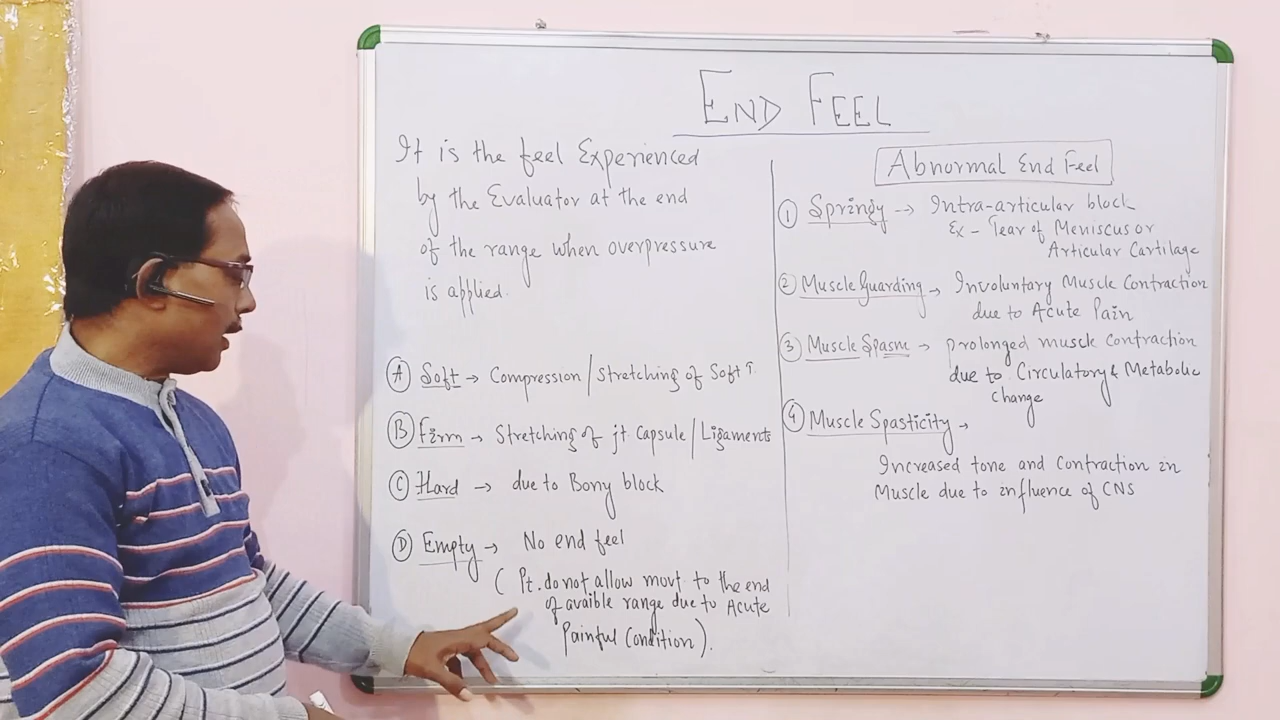 END FEEL
It is the feel Experienced
by the Evaluator at the end
of the range when overpressure
is applied.
Ⓐ Soft → Compression/Stretching of Soft T.
Ⓑ Firm → Stretching of jt Capsule/Ligaments
Ⓒ Hard → due to Bony block
Ⓓ Empty → No end feel
( Pt. do not allow movt to the end
of avaible range due to Acute
Painful Condition).
Abnormal End Feel
① Springy --> Intra-articular block
Ex - Tear of Meniscus or
Articular Cartilage
② Muscle Guarding → Involuntary Muscle Contraction
due to Acute Pain
③ Muscle Spasm → prolonged muscle contraction
due to Circulatory & Metabolic
change
④ Muscle Spasticity →
Increased tone and Contraction in
Muscle due to influence of CNS